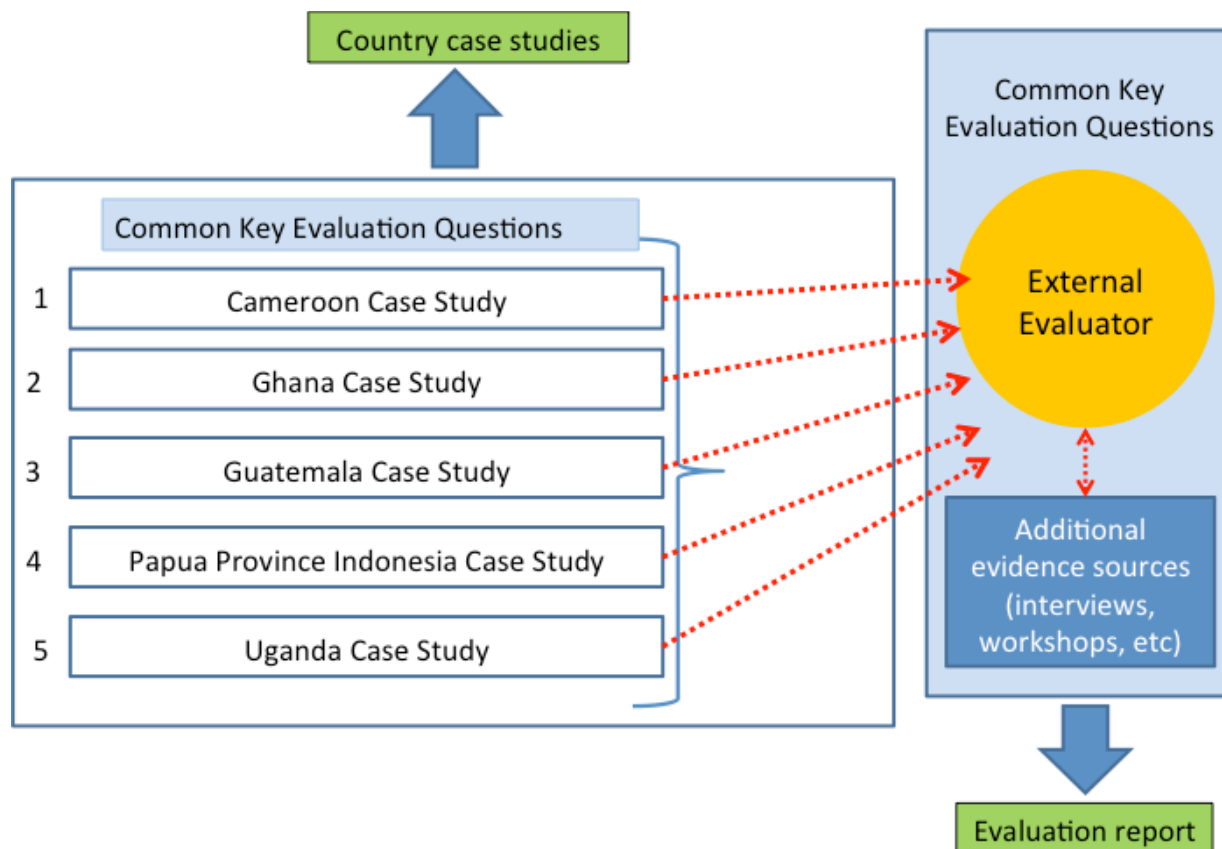 Country case studies
Common Key Evaluation Questions
1 Cameroon Case Study
2 Ghana Case Study
3 Guatemala Case Study
4 Papua Province Indonesia Case Study
5 Uganda Case Study
Common Key
Evaluation Questions
External
Evaluator
Additional
evidence sources
(interviews,
workshops, etc)
Evaluation report